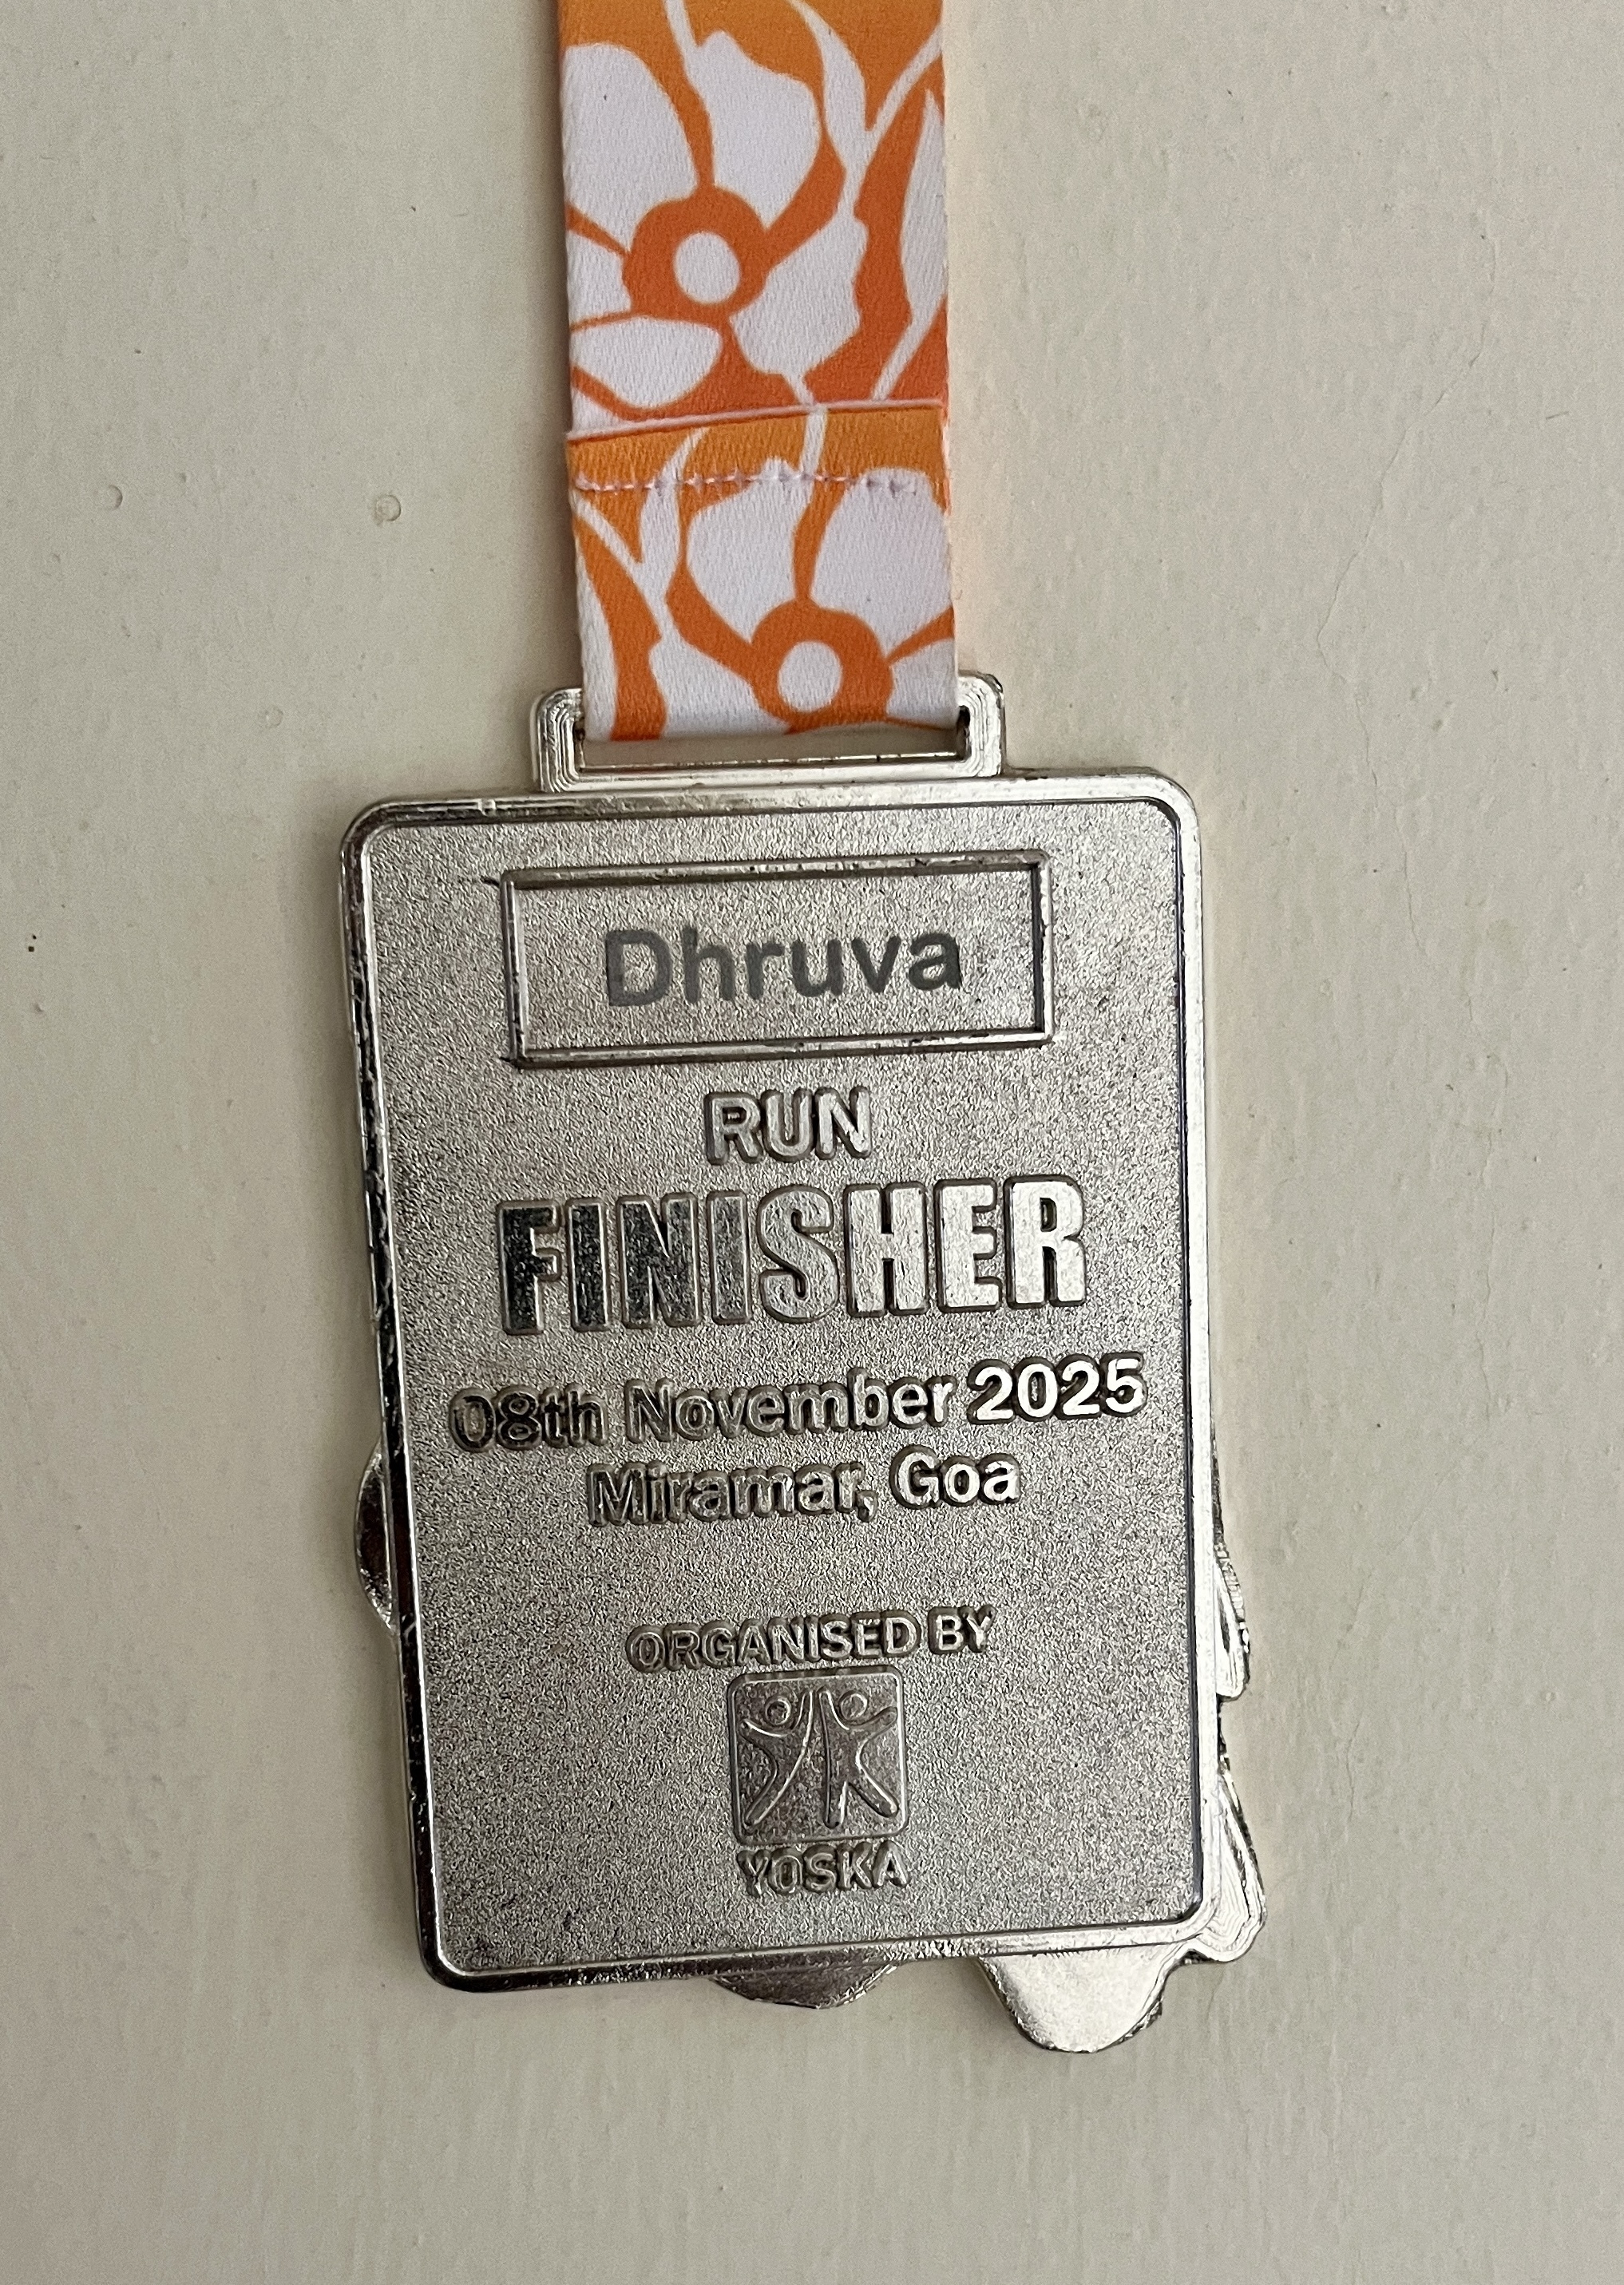 Dhruva
RUN
FINISHER
08th November 2025
Miramar, Goa
ORGANISED BY
YOSKA